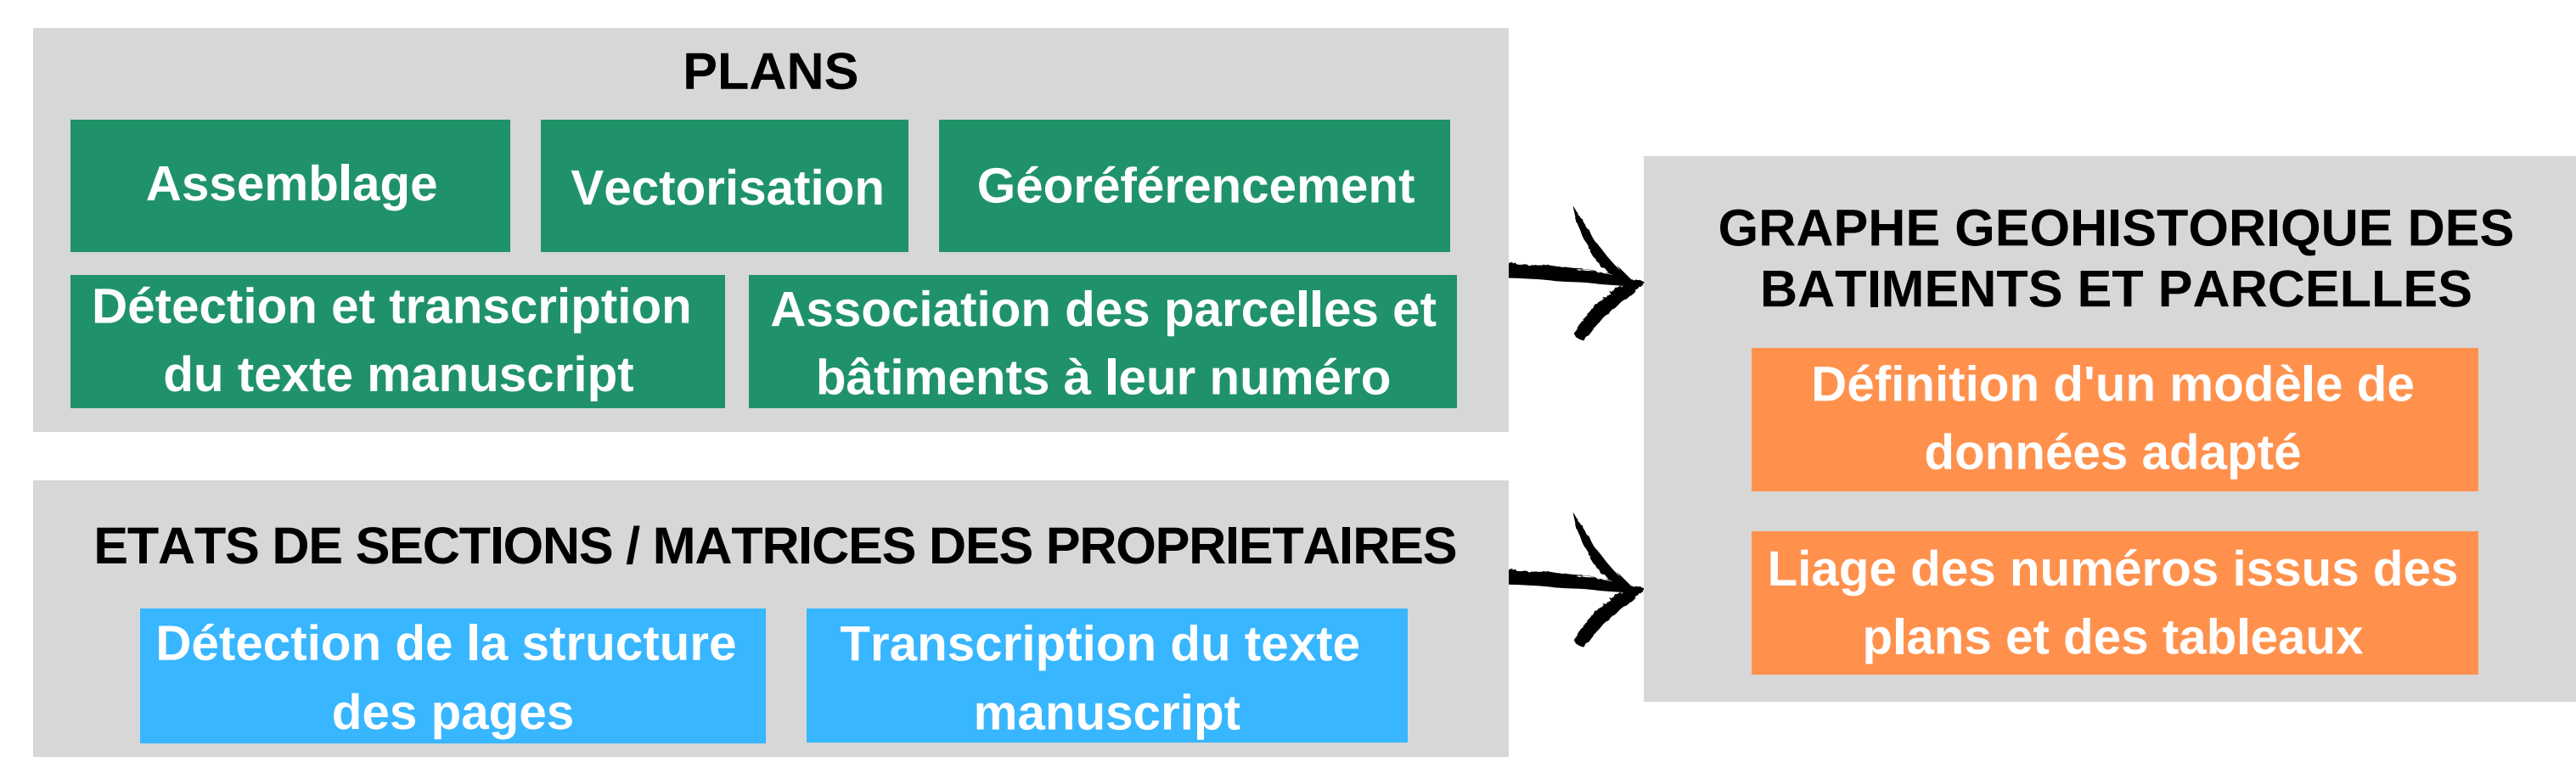 PLANS
Assemblage
Vectorisation
Géoréférencement
Détection et transcription
du texte manuscript
Association des parcelles et
bâtiments à leur numéro
ETATS DE SECTIONS / MATRICES DES PROPRIETAIRES
Détection de la structure
des pages
Transcription du texte
manuscript
GRAPHE GEOHISTORIQUE DES
BATIMENTS ET PARCELLES
Définition d'un modèle de
données adapté
Liage des numéros issus des
plans et des tableaux